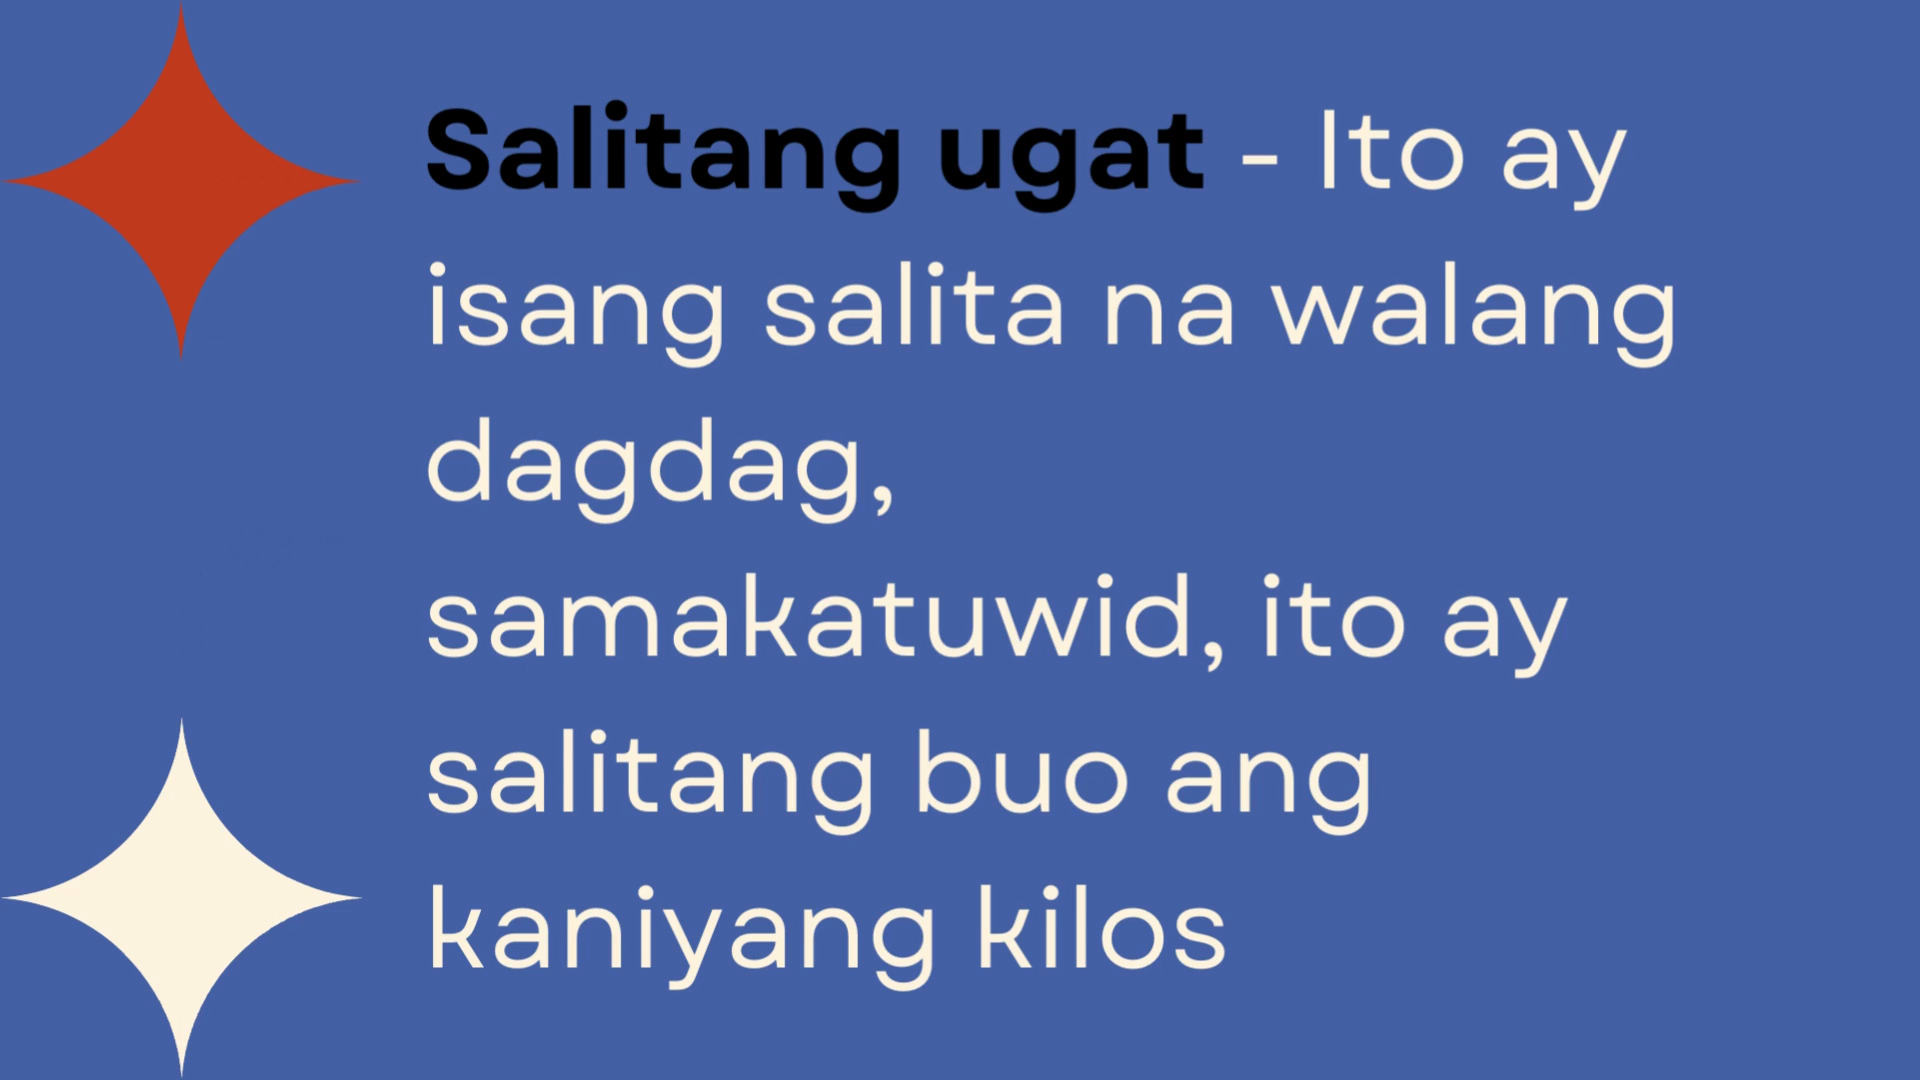 Salitang ugat - Ito ay
isang salita na walang
dagdag,
samakatuwid, ito ay
salitang buo ang
kaniyang kilos